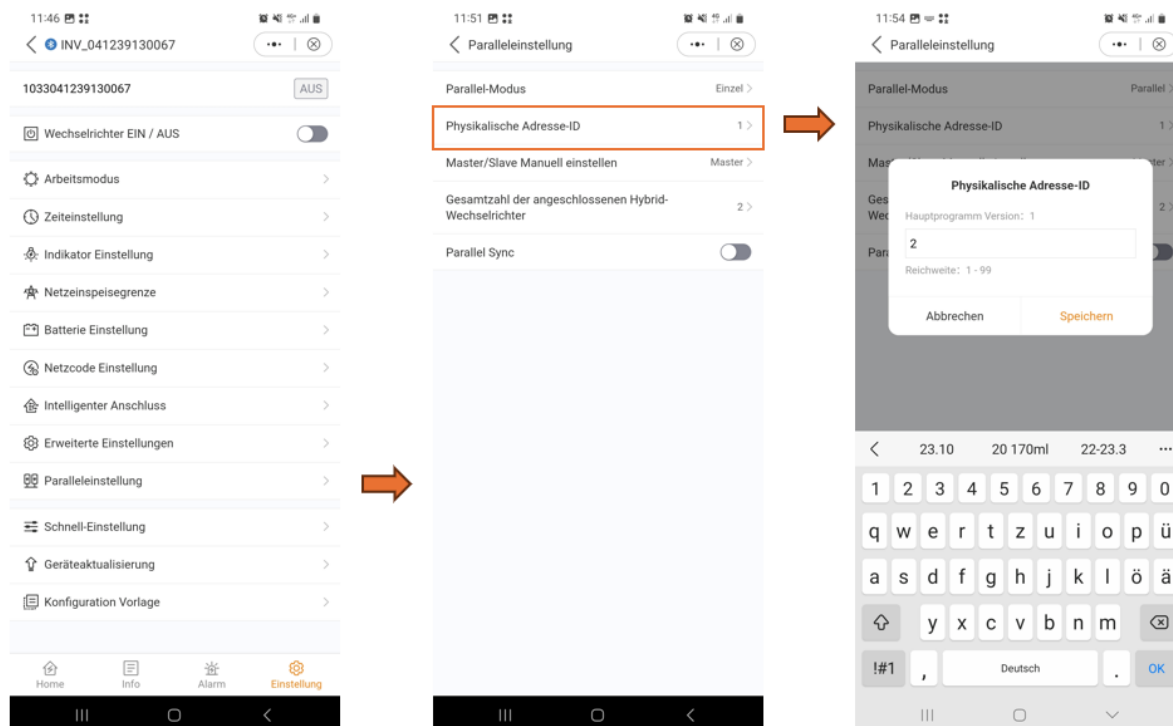 11:46
INV_041239130067
1033041239130067
AUS
Wechselrichter EIN / AUS
Arbeitsmodus
Zeiteinstellung
Indikator Einstellung
Netzeinspeisegrenze
Batterie Einstellung
Netzcode Einstellung
Intelligenter Anschluss
Erweiterte Einstellungen
Paralleleinstellung
Schnell-Einstellung
Geräteaktualisierung
Konfiguration Vorlage
Home Info Alarm Einstellung
11:51
Paralleleinstellung
Parallel-Modus Einzel
Physikalische Adresse-ID 1
Master/Slave Manuell einstellen Master
Gesamtzahl der angeschlossenen Hybrid-
Wechselrichter 2
Parallel Sync
11:54
Paralleleinstellung
Parallel-Modus Parallel
Physikalische Adresse-ID 1
Physikalische Adresse-ID
Hauptprogramm Version: 1
2
Reichweite: 1 - 99
Abbrechen Speichern
2
23.10 20 170ml 22-23.3
1 2 3 4 5 6 7 8 9 0
q w e r t z u i o p ü
a s d f g h j k l ö ä
y x c v b n m
!#1 , Deutsch . OK